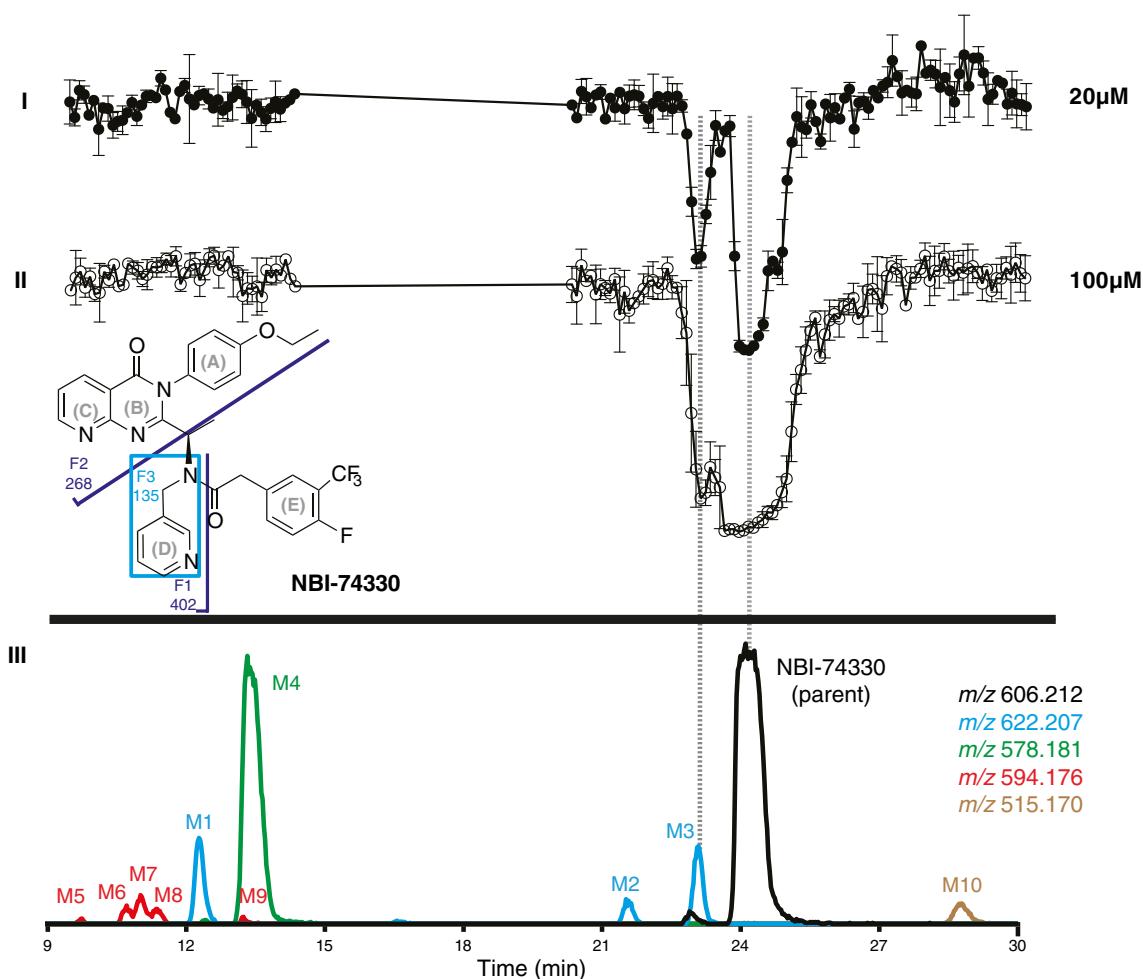 I
20µM
II
100µM
O
O
(A)
N
(C)
(B)
N
N
F2
268
F3
135
N
O
(E)
CF3
F
(D)
N
F1
402
NBI-74330
III
M4
NBI-74330
(parent)
m/z 606.212
m/z 622.207
m/z 578.181
m/z 594.176
m/z 515.170
M1
M3
M5
M6
M7
M8
M9
M2
M10
9
12
15
18
21
24
27
30
Time (min)